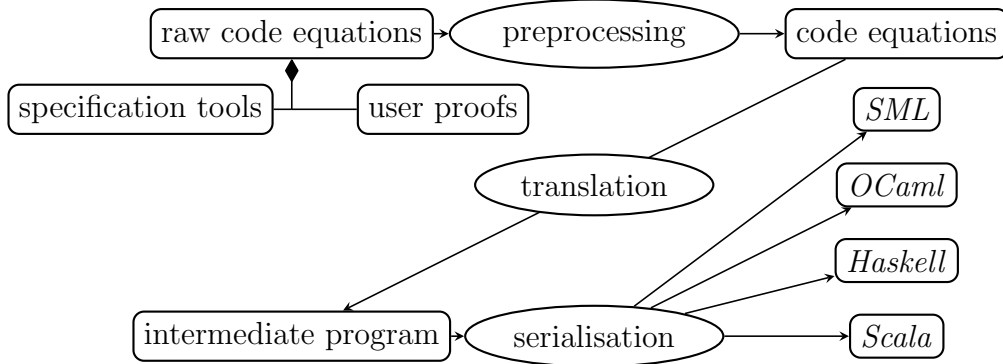 raw code equations
preprocessing
code equations
specification tools
user proofs
SML
translation
OCaml
Haskell
intermediate program
serialisation
Scala